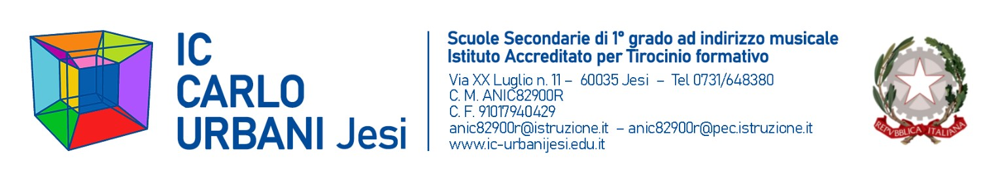 IC
CARLO
URBANI Jesi
Scuole Secondarie di 1° grado ad indirizzo musicale
Istituto Accreditato per Tirocinio formativo
Via XX Luglio n. 11 – 60035 Jesi – Tel 0731/648380
C. M. ANIC82900R
C. F. 91017940429
anic82900r@istruzione.it – anic82900r@pec.istruzione.it
www.ic-urbanijesi.edu.it
REPVBBLICA ITALIANA